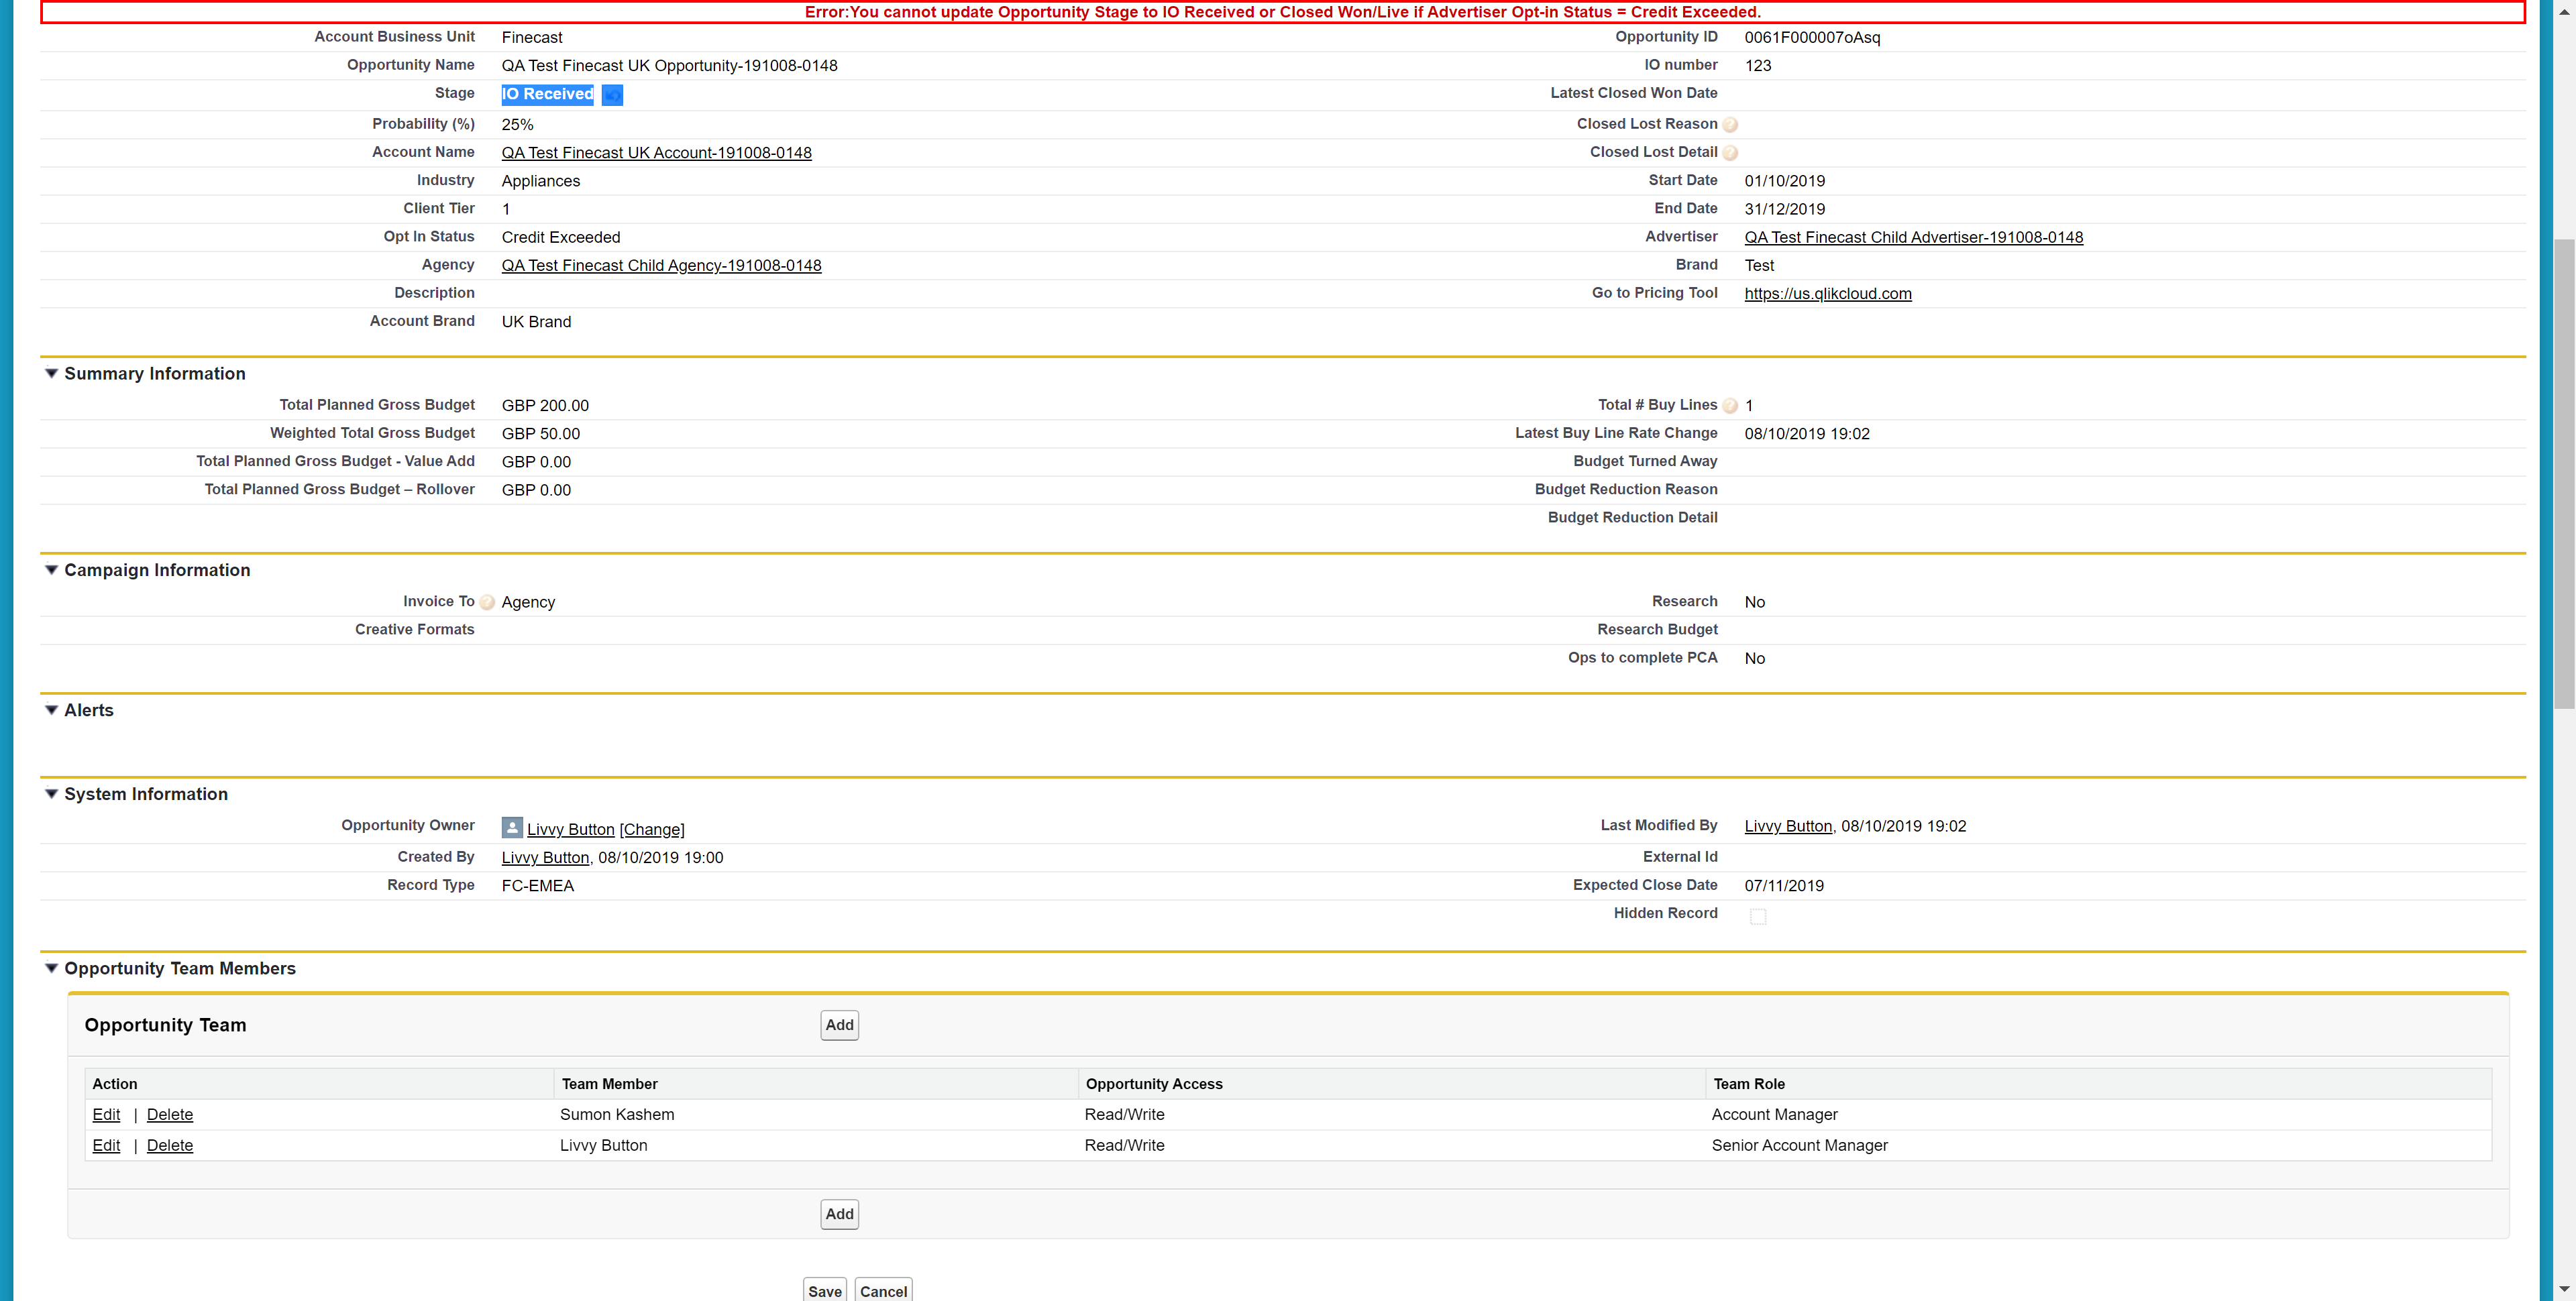 Error:You cannot update Opportunity Stage to IO Received or Closed Won/Live if Advertiser Opt-in Status = Credit Exceeded.
Account Business Unit Finecast Opportunity ID 0061F000007oAsq
Opportunity Name QA Test Finecast UK Opportunity-191008-0148 IO number 123
Stage IO Received Latest Closed Won Date
Probability (%) 25% Closed Lost Reason ?
Account Name QA Test Finecast UK Account-191008-0148 Closed Lost Detail ?
Industry Appliances Start Date 01/10/2019
Client Tier 1 End Date 31/12/2019
Opt In Status Credit Exceeded Advertiser QA Test Finecast Child Advertiser-191008-0148
Agency QA Test Finecast Child Agency-191008-0148 Brand Test
Description Go to Pricing Tool https://us.qlikcloud.com
Account Brand UK Brand
Summary Information
Total Planned Gross Budget GBP 200.00 Total # Buy Lines ? 1
Weighted Total Gross Budget GBP 50.00 Latest Buy Line Rate Change 08/10/2019 19:02
Total Planned Gross Budget - Value Add GBP 0.00 Budget Turned Away
Total Planned Gross Budget – Rollover GBP 0.00 Budget Reduction Reason
Budget Reduction Detail
Campaign Information
Invoice To ? Agency Research No
Creative Formats Research Budget
Ops to complete PCA No
Alerts
System Information
Opportunity Owner Livvy Button [Change] Last Modified By Livvy Button, 08/10/2019 19:02
Created By Livvy Button, 08/10/2019 19:00 External Id
Record Type FC-EMEA Expected Close Date 07/11/2019
Hidden Record
Opportunity Team Members
Opportunity Team Add
Action Team Member Opportunity Access Team Role
Edit | Delete Sumon Kashem Read/Write Account Manager
Edit | Delete Livvy Button Read/Write Senior Account Manager
Add
Save Cancel